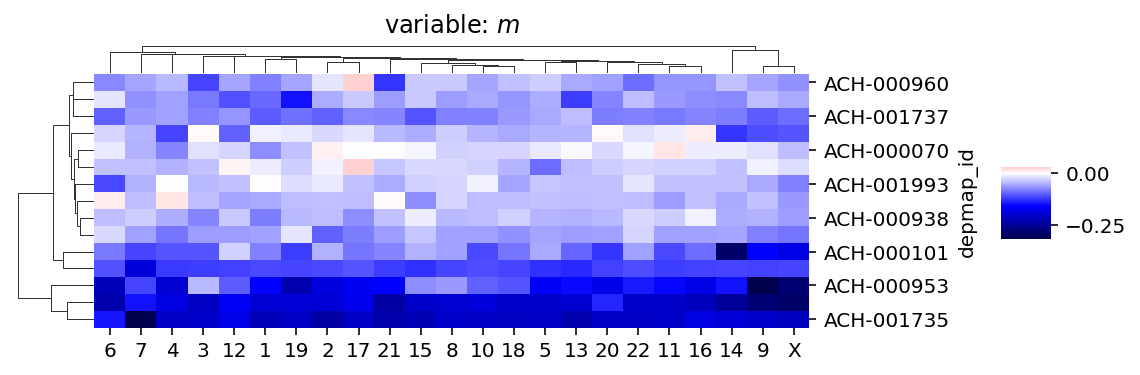 variable: m
ACH-000960
ACH-001737
ACH-000070
ACH-001993
ACH-000938
ACH-000101
ACH-000953
ACH-001735
depmap_id
0.00
−0.25
6 7 4 3 12 1 19 2 17 21 15 8 10 18 5 13 20 22 11 16 14 9 X